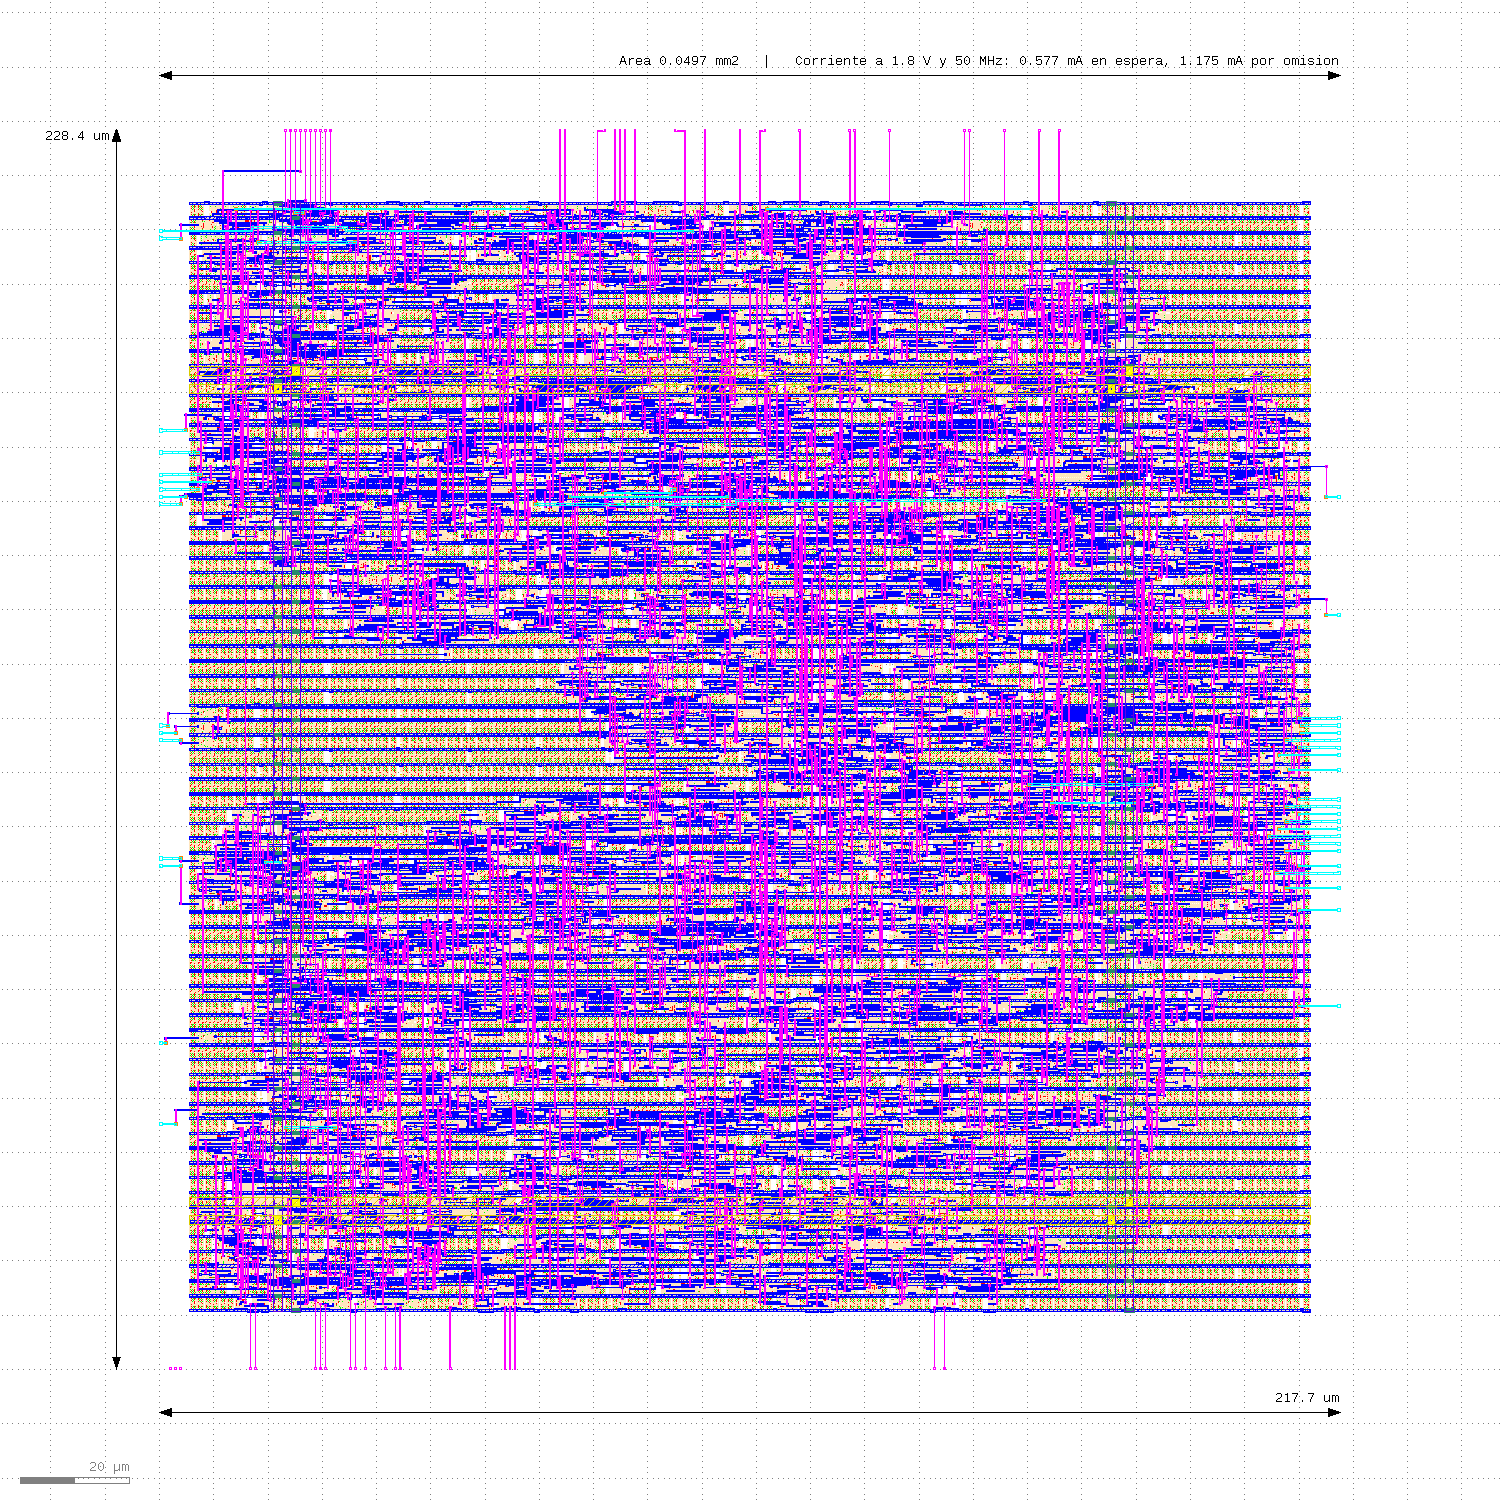 Area 0.0497 mm2 | Corriente a 1.8 V y 50 MHz: 0.577 mA en espera, 1.175 mA por omision
228.4 um
217.7 um
20 µm